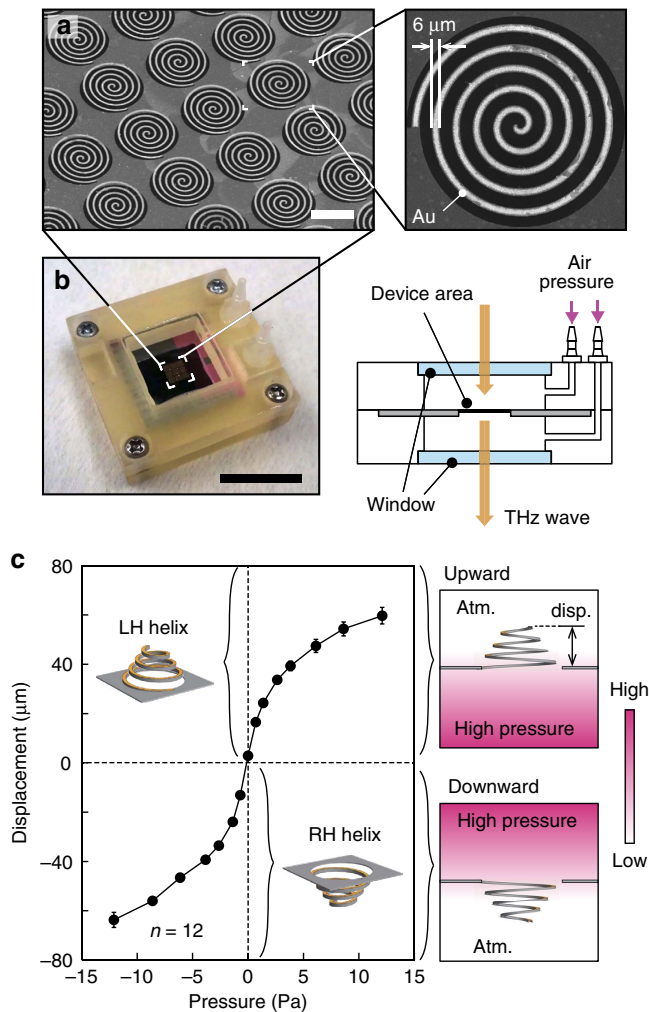 a
6 μm
Au
b
Device area
Air
pressure
Window
THz wave
c
80
40
0
−40
−80
Displacement (μm)
−15 −10 −5 0 5 10 15
Pressure (Pa)
LH helix
RH helix
n = 12
Upward
Atm.
disp.
High pressure
Downward
High pressure
Atm.
High
Low